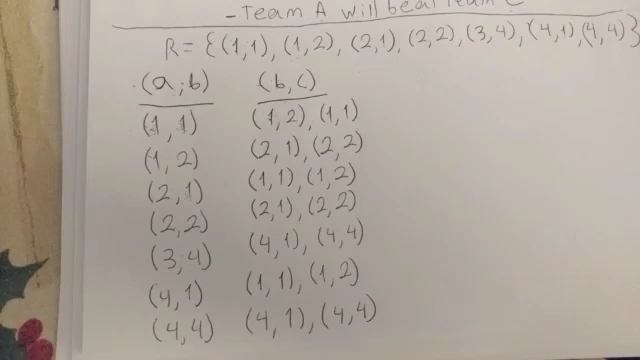 - Team A will beat Team C
R = {(1,1), (1,2), (2,1), (2,2), (3,4), (4,1), (4,4)}
(a,b) (b,c)
(1,1) (1,2), (1,1)
(1,2) (2,1), (2,2)
(2,1) (1,1), (1,2)
(2,2) (2,1), (2,2)
(3,4) (4,1), (4,4)
(4,1) (1,1), (1,2)
(4,4) (4,1), (4,4)